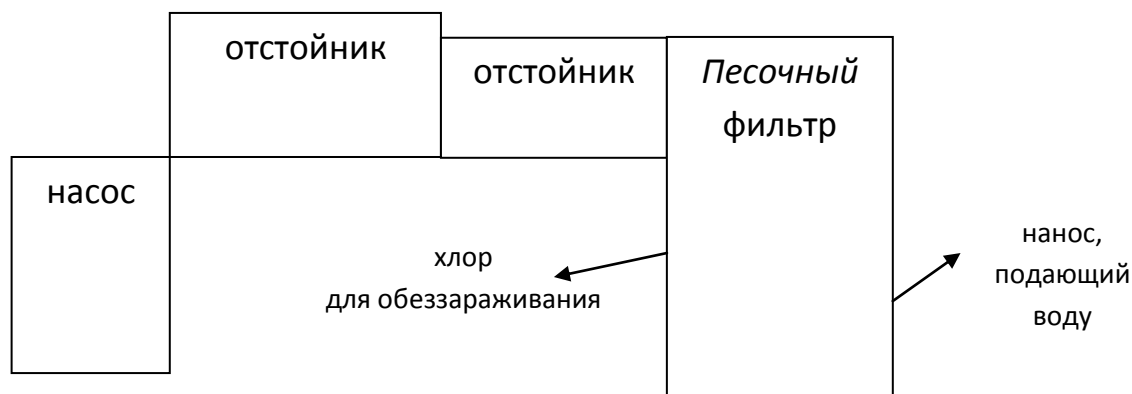 отстойник
отстойник
Песочный
фильтр
насос
хлор
для обеззараживания
нанос,
подающий
воду